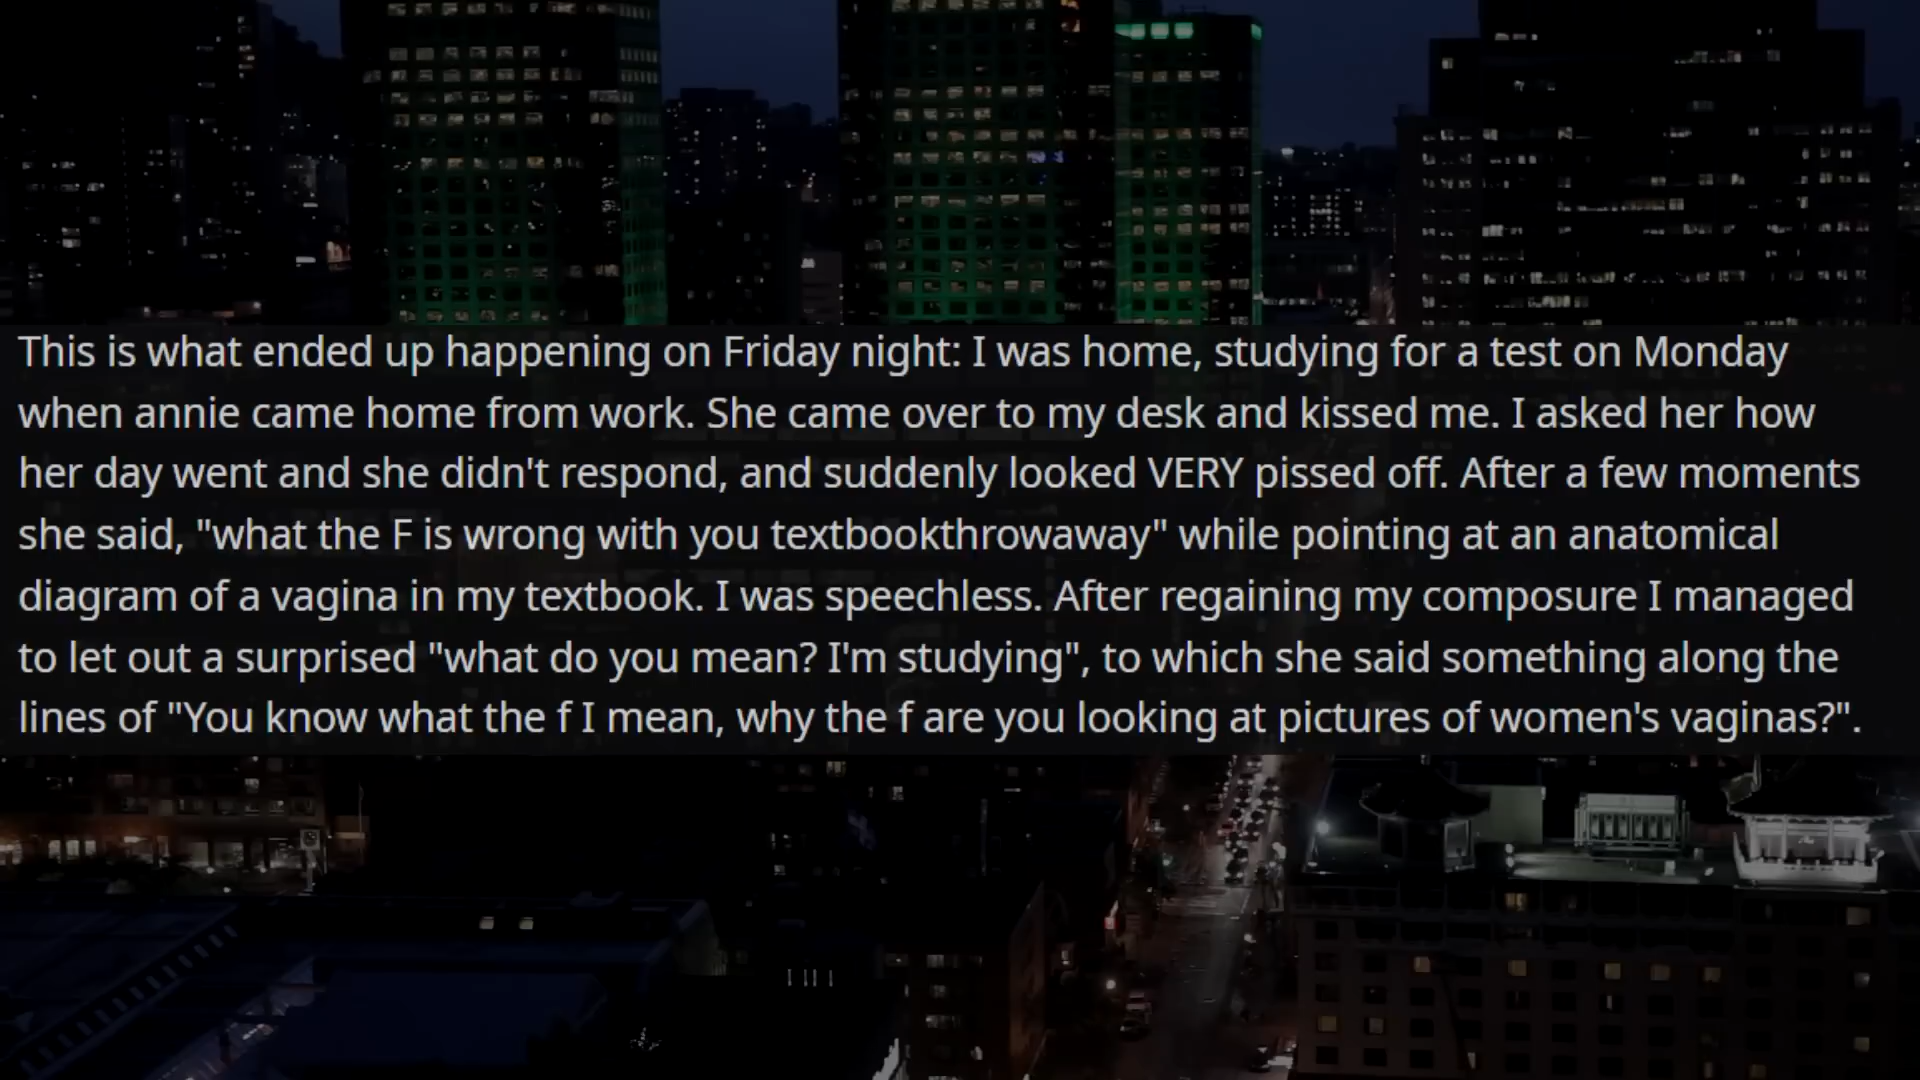 This is what ended up happening on Friday night: I was home, studying for a test on Monday
when annie came home from work. She came over to my desk and kissed me. I asked her how
her day went and she didn't respond, and suddenly looked VERY pissed off. After a few moments
she said, "what the F is wrong with you textbookthrowaway" while pointing at an anatomical
diagram of a vagina in my textbook. I was speechless. After regaining my composure I managed
to let out a surprised "what do you mean? I'm studying", to which she said something along the
lines of "You know what the f I mean, why the f are you looking at pictures of women's vaginas?".